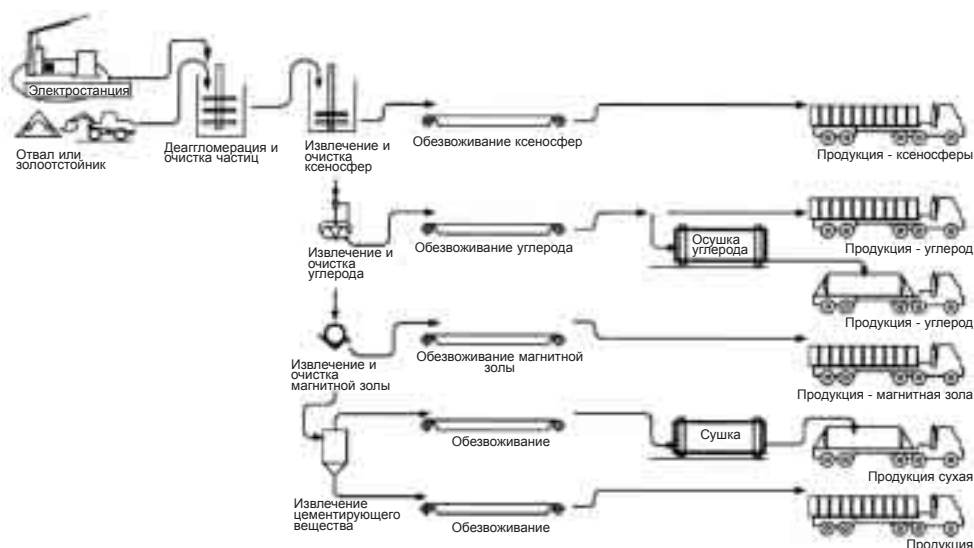 Электростанция
Отвал или
золоотстойник
Деаггломерация и
очистка частиц
Извлечение и
очистка
ксеносфер
Обезвоживание ксеносфер
Продукция - ксеносферы
Извлечение и
очистка
углерода
Обезвоживание углерода
Осушка
углерода
Продукция - углерод
Продукция - углерод
Извлечение и
очистка
магнитной золы
Обезвоживание магнитной
золы
Продукция - магнитная зола
Обезвоживание
Сушка
Продукция сухая
Извлечение
цементирующего
вещества
Обезвоживание
Продукция